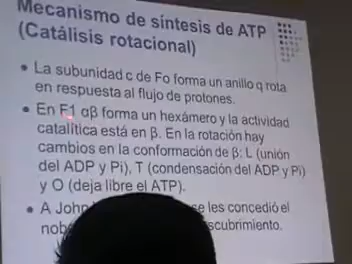 Mecanismo de síntesis de ATP
(Catálisis rotacional)
• La subunidad c de Fo forma un anillo q rota
en respuesta al flujo de protones.
• En F1 αβ forma un hexámero y la actividad
catalítica está en β. En la rotación hay
cambios en la conformación de β: L (unión
del ADP y Pi), T (condensación del ADP y Pi)
y O (deja libre el ATP).
• A John se les concedió el